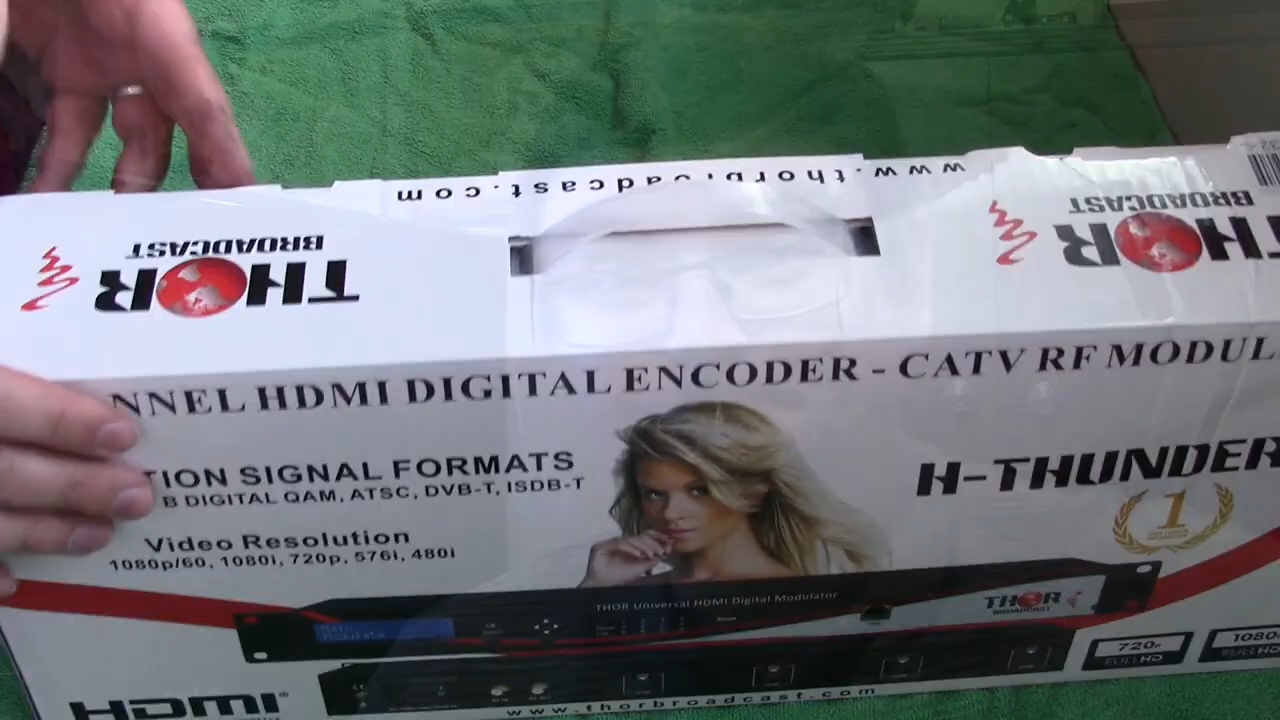 www.thorbroadcast.com
THOR
BROADCAST
THOR
BROADCAST
NNEL HDMI DIGITAL ENCODER - CATV RF MODUL
TION SIGNAL FORMATS
B DIGITAL QAM, ATSC, DVB-T, ISDB-T
H-THUNDER
1
Video Resolution
1080p/60, 1080i, 720p, 576i, 480i
THOR Universal HDMI Digital Modulator
THOR
BROADCAST
720p
FULL HD
1080
FULL HD
HDMI®
www.thorbroadcast.com